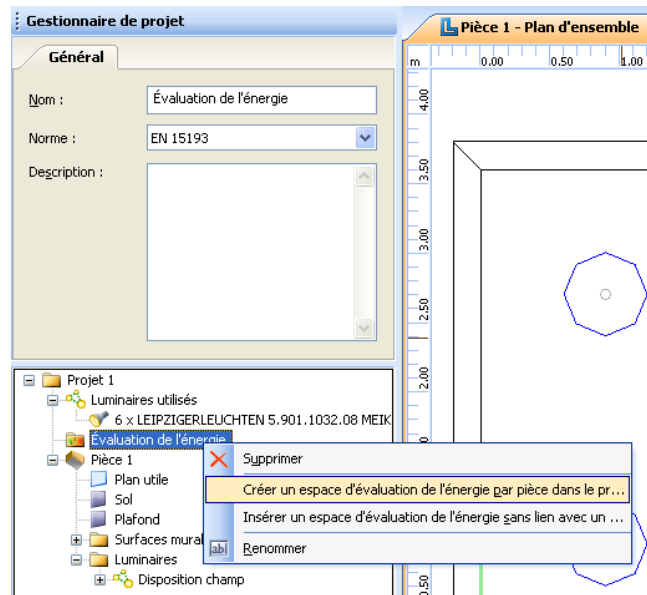 Gestionnaire de projet
Général
Nom :
Évaluation de l'énergie
Norme :
EN 15193
Description :
Projet 1
Luminaires utilisés
6 x LEIPZIGERLEUCHTEN 5.901.1032.08 MEIK
Évaluation de l'énergie
Pièce 1
Plan utile
Sol
Plafond
Surfaces mural
Luminaires
Disposition champ
Supprimer
Créer un espace d'évaluation de l'énergie par pièce dans le pr...
Insérer un espace d'évaluation de l'énergie sans lien avec un ...
Renommer
Pièce 1 - Plan d'ensemble
m
0.00 0.50 1.00
4.00
3.50
3.00
2.50
2.00
0.50